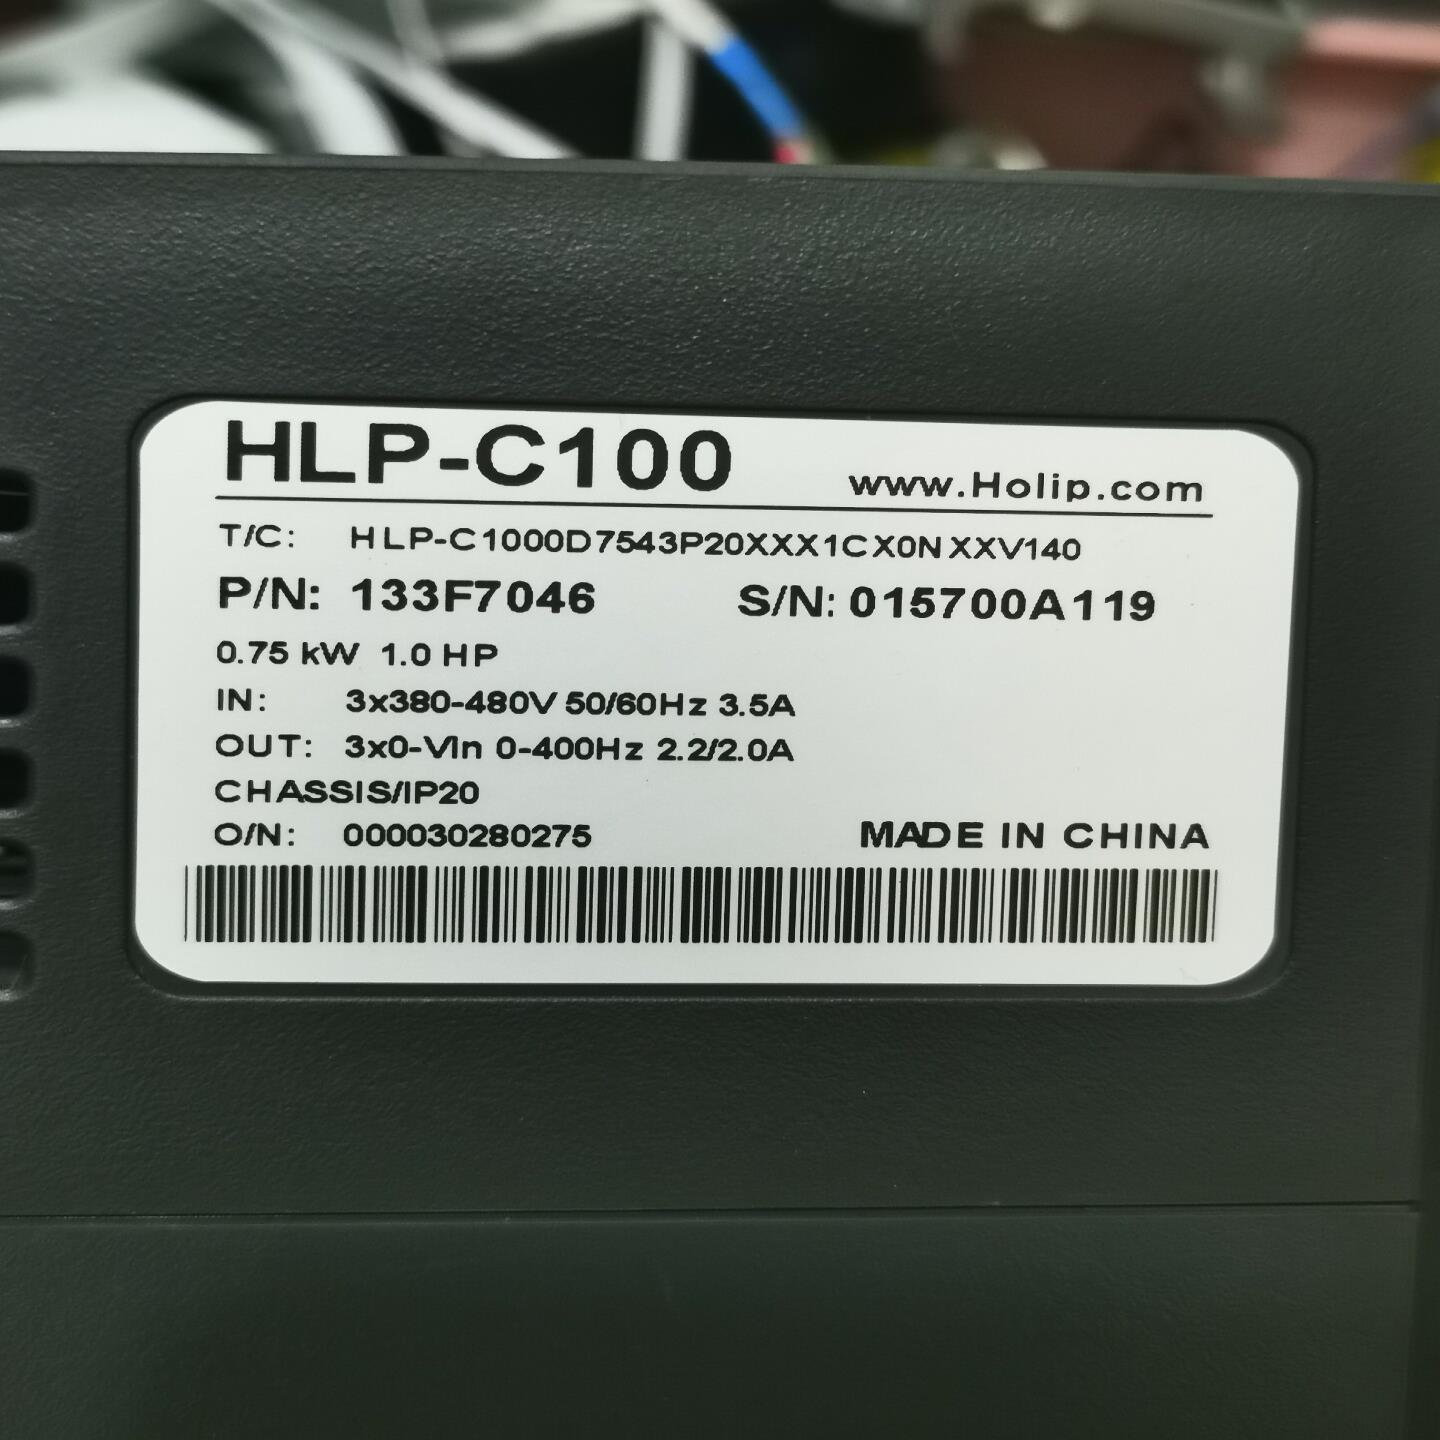 HLP-C100 www.Holip.com
T/C: HLP-C1000D7543P20XXX1CX0NXXV140
P/N: 133F7046 S/N: 015700A119
0.75 kW 1.0 HP
IN: 3x380-480V 50/60Hz 3.5A
OUT: 3x0-VIn 0-400Hz 2.2/2.0A
CHASSIS/IP20
O/N: 000030280275 MADE IN CHINA